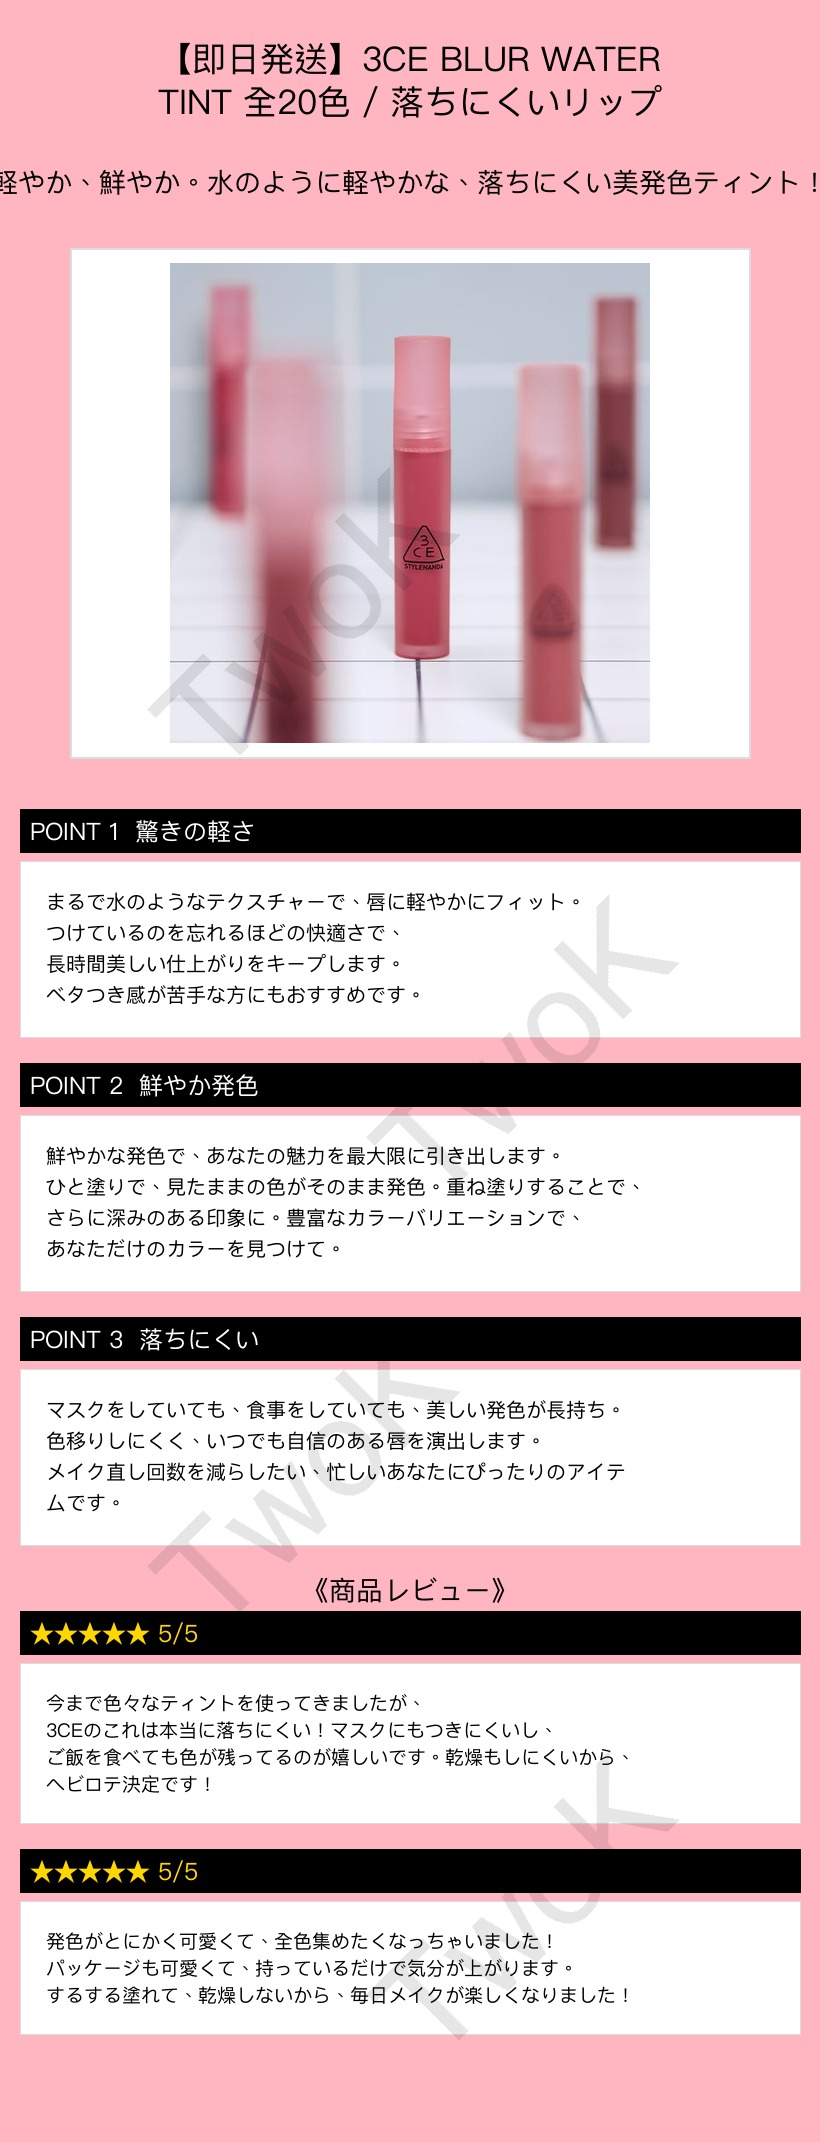 【即日発送】3CE BLUR WATER
TINT 全20色 / 落ちにくいリップ
軽やか、鮮やか。水のように軽やかな、落ちにくい美発色ティント！
3
CE
STYLENANDA
TwoK
POINT 1 驚きの軽さ
まるで水のようなテクスチャーで、唇に軽やかにフィット。
つけているのを忘れるほどの快適さで、
長時間美しい仕上がりをキープします。
ベタつき感が苦手な方にもおすすめです。
TwoK
POINT 2 鮮やか発色
鮮やかな発色で、あなたの魅力を最大限に引き出します。
ひと塗りで、見たままの色がそのまま発色。重ね塗りすることで、
さらに深みのある印象に。豊富なカラーバリエーションで、
あなただけのカラーを見つけて。
POINT 3 落ちにくい
マスクをしていても、食事をしていても、美しい発色が長持ち。
色移りしにくく、いつでも自信のある唇を演出します。
メイク直し回数を減らしたい、忙しいあなたにぴったりのアイテ
ムです。
TwoK
《商品レビュー》
★★★★★ 5/5
今まで色々なティントを使ってきましたが、
3CEのこれは本当に落ちにくい！マスクにもつきにくいし、
ご飯を食べても色が残ってるのが嬉しいです。乾燥もしにくいから、
ヘビロテ決定です！
★★★★★ 5/5
発色がとにかく可愛くて、全色集めたくなっちゃいました！
パッケージも可愛くて、持っているだけで気分が上がります。
するする塗れて、乾燥しないから、毎日メイクが楽しくなりました！
TwoK